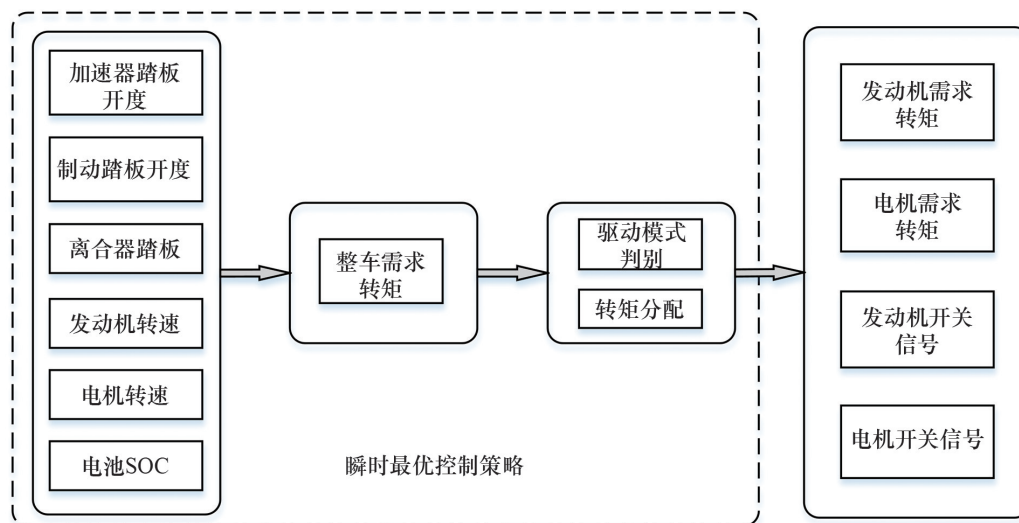 加速器踏板
开度
制动踏板开度
离合器踏板
发动机转速
电机转速
电池SOC
整车需求
转矩
驱动模式
判别
转矩分配
瞬时最优控制策略
发动机需求
转矩
电机需求
转矩
发动机开关
信号
电机开关信号